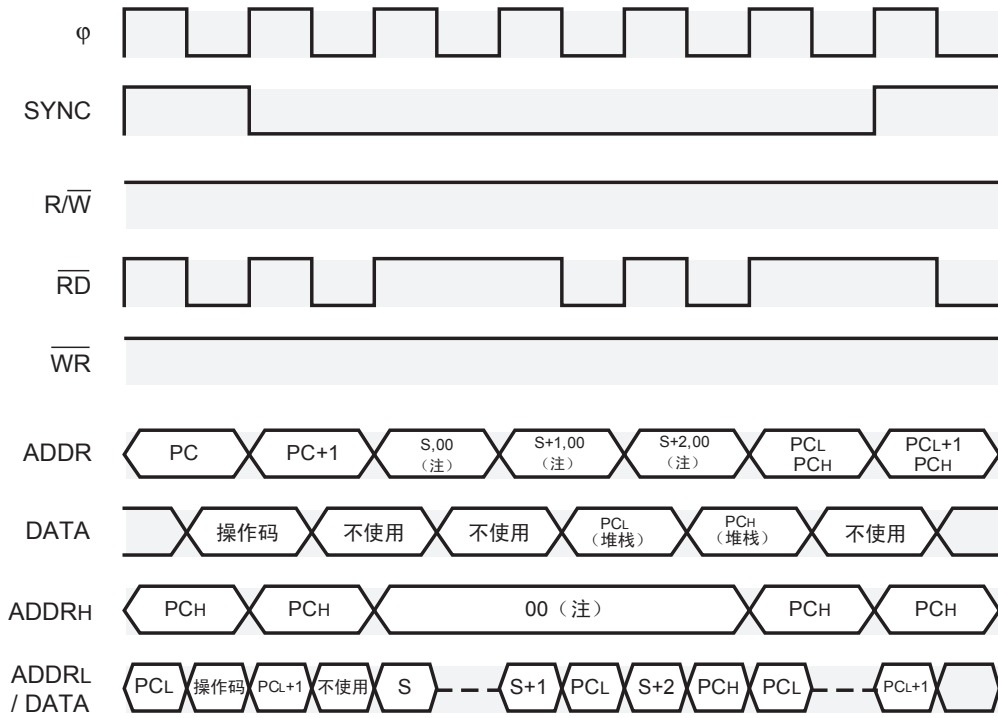 φ
SYNC
R/W̅
R̅D̅
W̅R̅
ADDR
PC
PC+1
S,00
（注）
S+1,00
（注）
S+2,00
（注）
PCL
PCH
PCL+1
PCH
DATA
操作码
不使用
不使用
PCL
（堆栈）
PCH
（堆栈）
不使用
ADDRH
PCH
PCH
00（注）
PCH
PCH
ADDRL
/ DATA
PCL
操作码
PCL+1
不使用
S
S+1
PCL
S+2
PCH
PCL
PCL+1